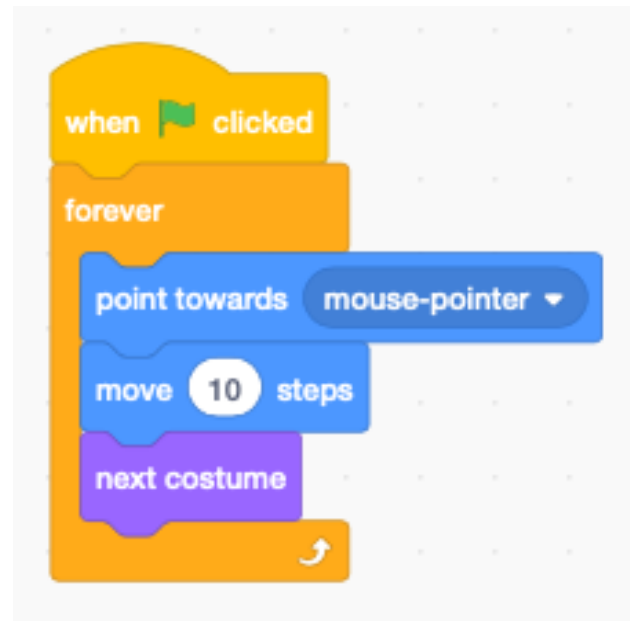 when clicked
forever
point towards mouse-pointer
move 10 steps
next costume